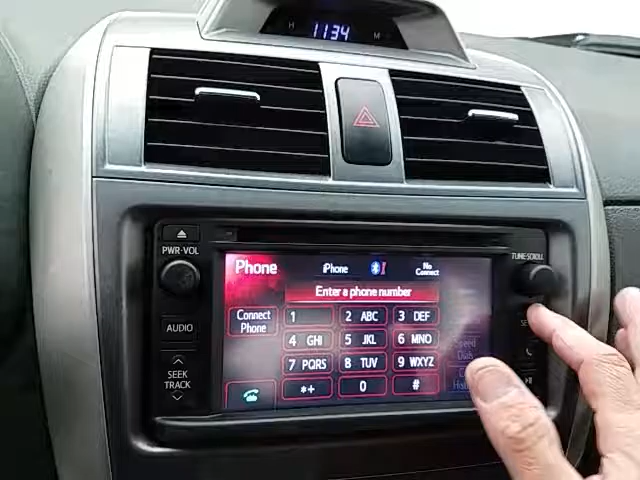 H 1134 M
PWR·VOL
TUNE·SCROLL
AUDIO
SEEK
TRACK
Phone
iPhone
No
Connect
Enter a phone number
Connect
Phone
1
2 ABC
3 DEF
4 GHI
5 JKL
6 MNO
7 PQRS
8 TUV
9 WXYZ
*+
0
#
Speed
Dials